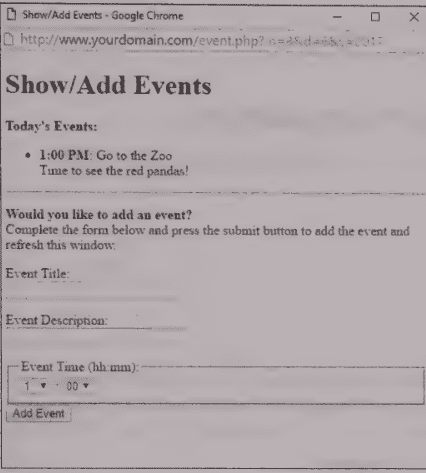 Show/Add Events - Google Chrome
http://www.yourdomain.com/event.php?
Show/Add Events
Today's Events:
• 1:00 PM: Go to the Zoo
Time to see the red pandas!
Would you like to add an event?
Complete the form below and press the submit button to add the event and
refresh this window.
Event Title:
Event Description:
Event Time (hh:mm):
1 : 00
Add Event